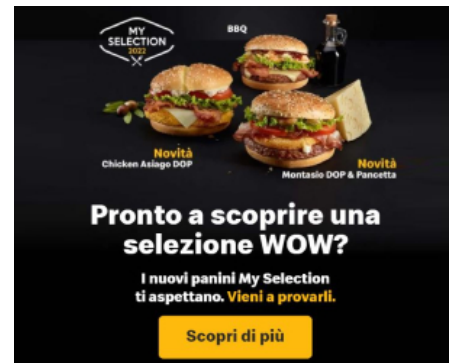 MY
SELECTION
2022
BBQ
Novità
Chicken Asiago DOP
Novità
Montasio DOP & Pancetta
Pronto a scoprire una
selezione WOW?
I nuovi panini My Selection
ti aspettano. Vieni a provarli.
Scopri di più